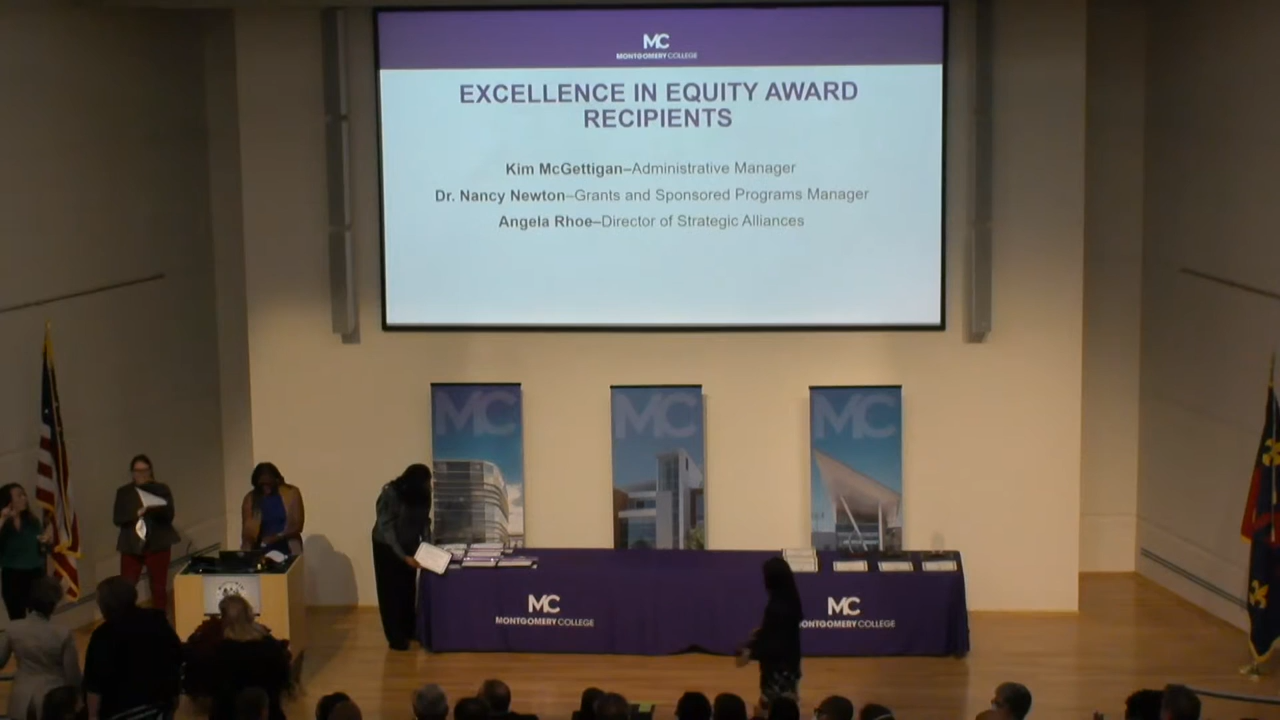 MC
MONTGOMERY COLLEGE
EXCELLENCE IN EQUITY AWARD
RECIPIENTS
Kim McGettigan–Administrative Manager
Dr. Nancy Newton–Grants and Sponsored Programs Manager
Angela Rhoe–Director of Strategic Alliances
MC
MC
MC
MC
MONTGOMERY COLLEGE
MC
ONTGOMERY COLLEGE